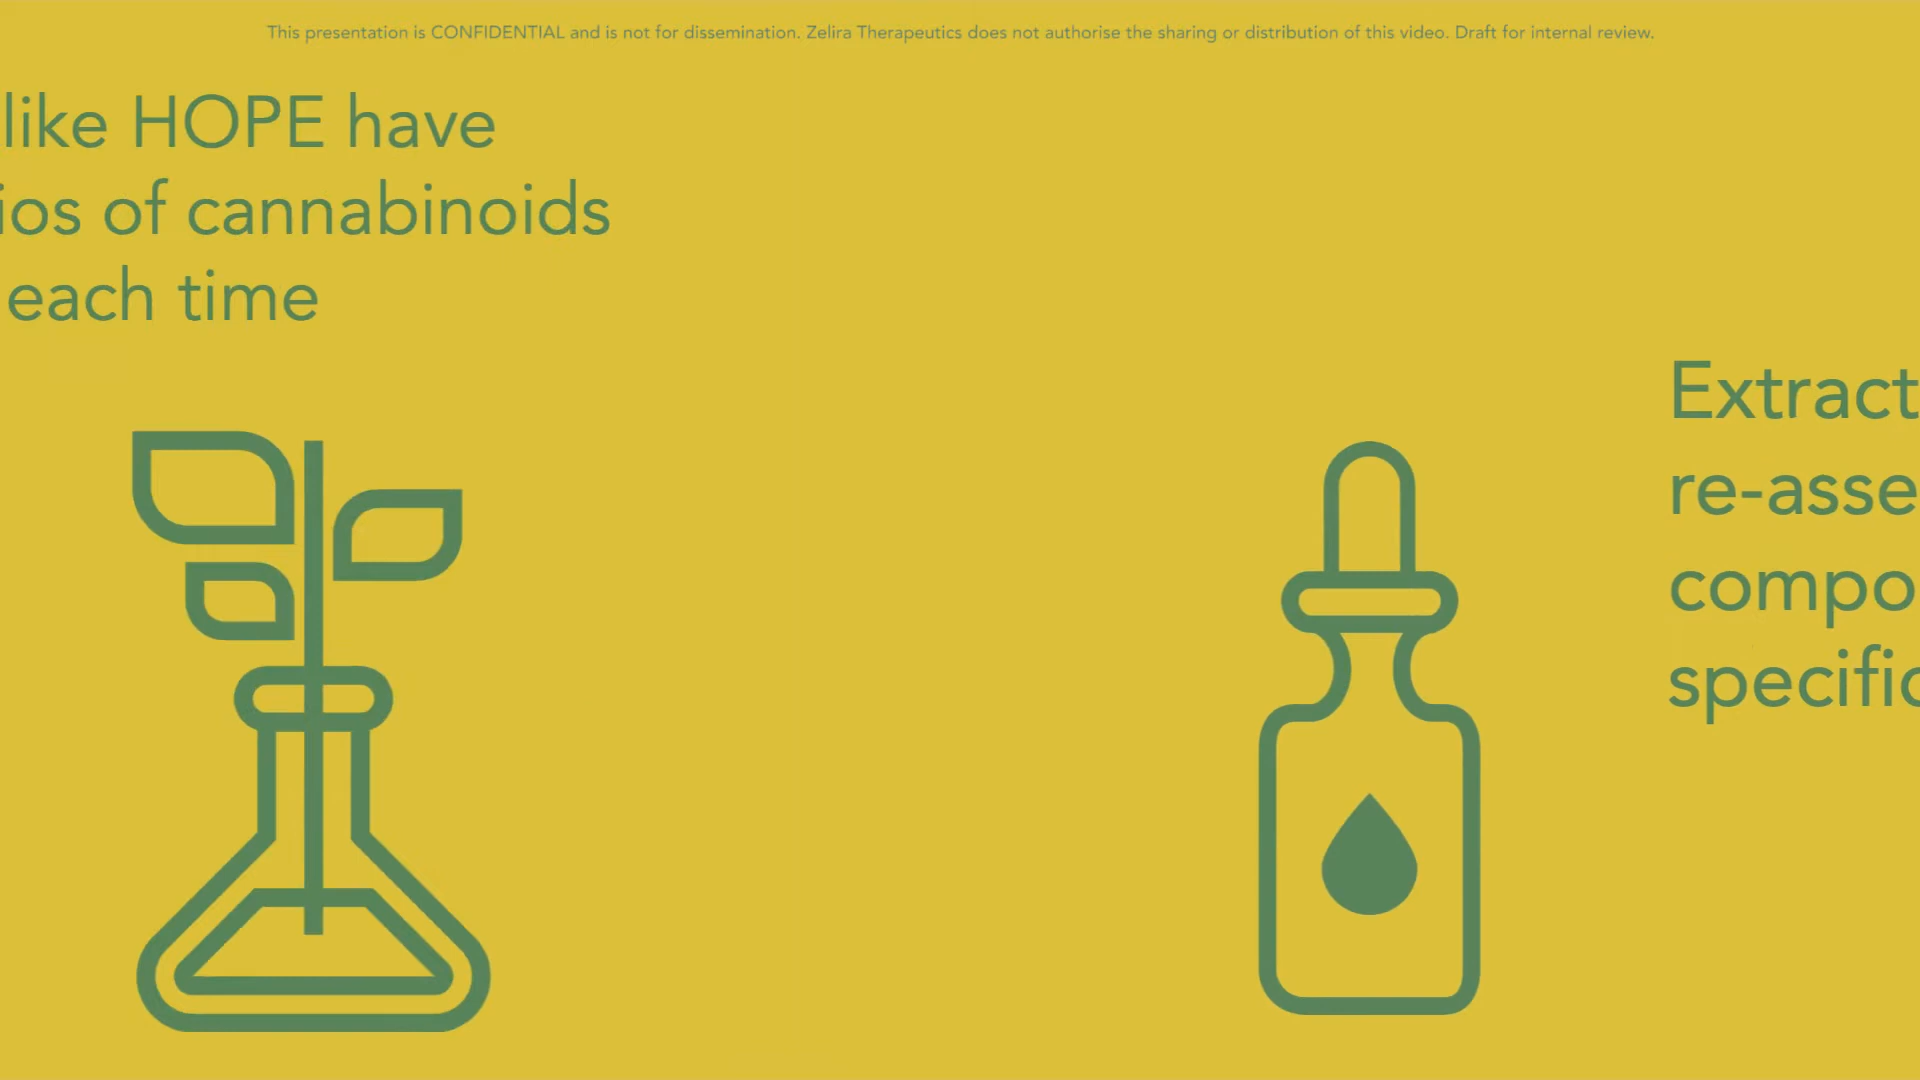 This presentation is CONFIDENTIAL and is not for dissemination. Zelira Therapeutics does not authorise the sharing or distribution of this video. Draft for internal review.
like HOPE have
ios of cannabinoids
each time
Extract
re-asse
compo
specific